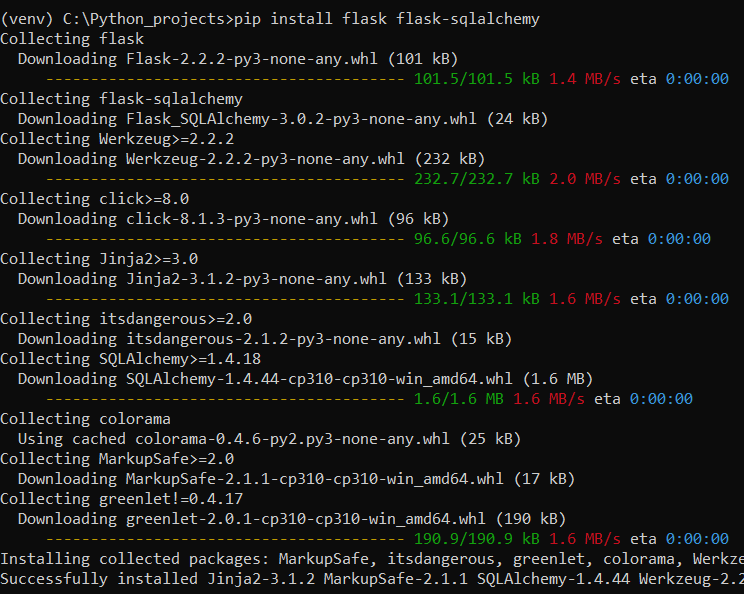 (venv) C:\Python_projects>pip install flask flask-sqlalchemy
Collecting flask
  Downloading Flask-2.2.2-py3-none-any.whl (101 kB)
     ---------------------------------------- 101.5/101.5 kB 1.4 MB/s eta 0:00:00
Collecting flask-sqlalchemy
  Downloading Flask_SQLAlchemy-3.0.2-py3-none-any.whl (24 kB)
Collecting Werkzeug>=2.2.2
  Downloading Werkzeug-2.2.2-py3-none-any.whl (232 kB)
     ---------------------------------------- 232.7/232.7 kB 2.0 MB/s eta 0:00:00
Collecting click>=8.0
  Downloading click-8.1.3-py3-none-any.whl (96 kB)
     ---------------------------------------- 96.6/96.6 kB 1.8 MB/s eta 0:00:00
Collecting Jinja2>=3.0
  Downloading Jinja2-3.1.2-py3-none-any.whl (133 kB)
     ---------------------------------------- 133.1/133.1 kB 1.6 MB/s eta 0:00:00
Collecting itsdangerous>=2.0
  Downloading itsdangerous-2.1.2-py3-none-any.whl (15 kB)
Collecting SQLAlchemy>=1.4.18
  Downloading SQLAlchemy-1.4.44-cp310-cp310-win_amd64.whl (1.6 MB)
     ---------------------------------------- 1.6/1.6 MB 1.6 MB/s eta 0:00:00
Collecting colorama
  Using cached colorama-0.4.6-py2.py3-none-any.whl (25 kB)
Collecting MarkupSafe>=2.0
  Downloading MarkupSafe-2.1.1-cp310-cp310-win_amd64.whl (17 kB)
Collecting greenlet!=0.4.17
  Downloading greenlet-2.0.1-cp310-cp310-win_amd64.whl (190 kB)
     ---------------------------------------- 190.9/190.9 kB 1.6 MB/s eta 0:00:00
Installing collected packages: MarkupSafe, itsdangerous, greenlet, colorama, Werkze
Successfully installed Jinja2-3.1.2 MarkupSafe-2.1.1 SQLAlchemy-1.4.44 Werkzeug-2.2